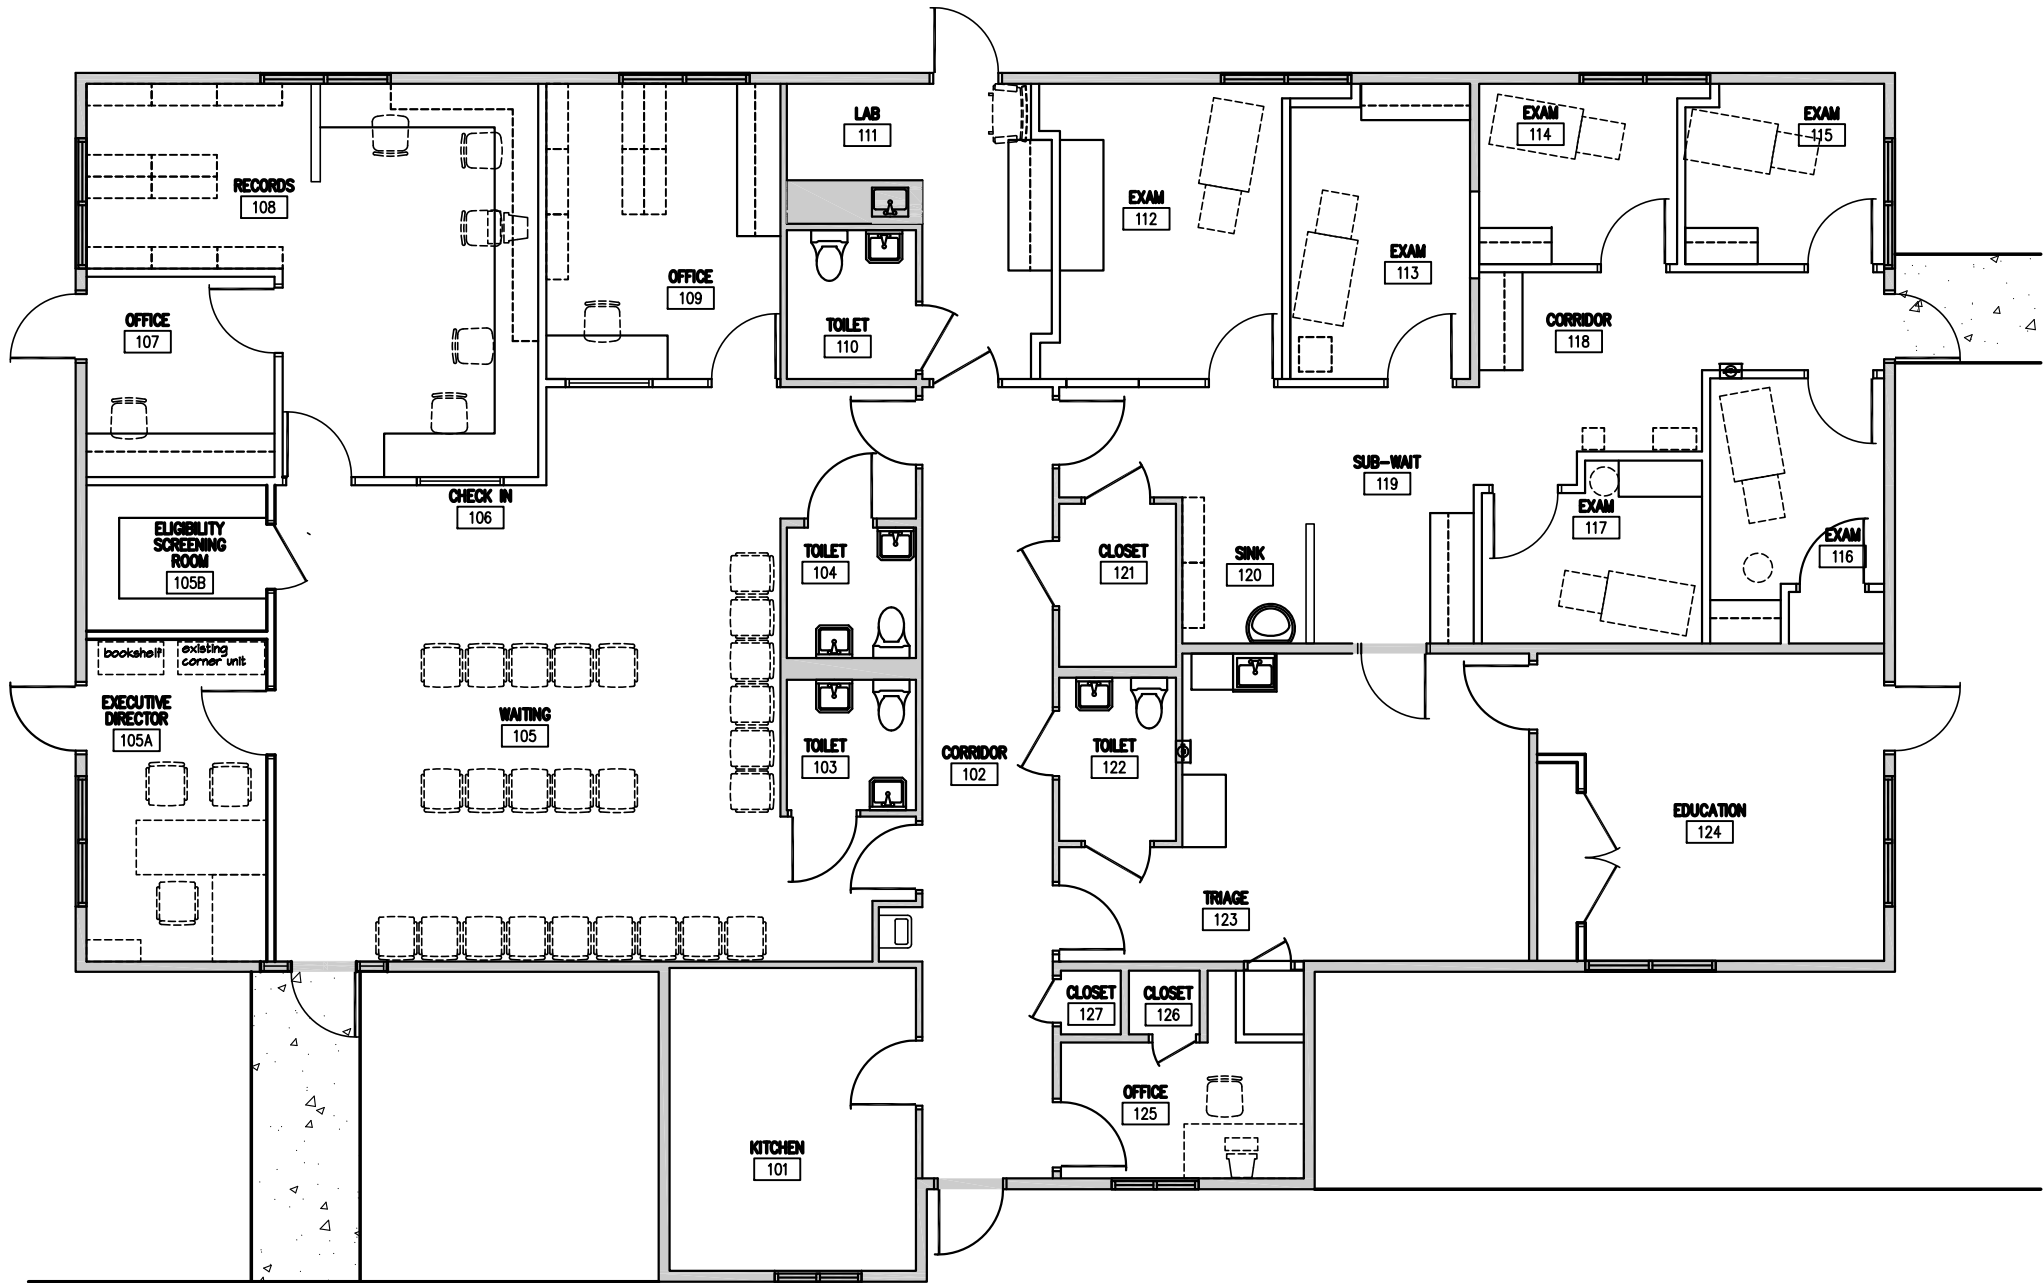 LAB
111
EXAM
114
EXAM
115
RECORDS
108
EXAM
112
EXAM
113
OFFICE
109
OFFICE
107
TOILET
110
CORRIDOR
118
SUB-WAIT
119
CHECK IN
106
EXAM
117
ELIGIBILITY
SCREENING
ROOM
105B
TOILET
104
CLOSET
121
SINK
120
EXAM
116
bookshelf
existing
corner unit
EXECUTIVE
DIRECTOR
105A
WAITING
105
TOILET
103
CORRIDOR
102
TOILET
122
EDUCATION
124
TRIAGE
123
CLOSET
127
CLOSET
126
OFFICE
125
KITCHEN
101